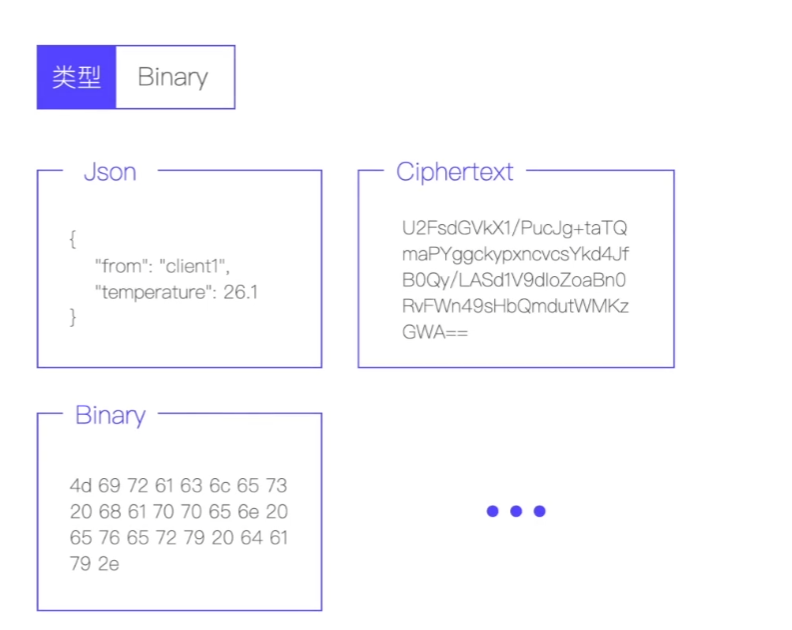 类型 Binary
Json
{
"from": "client1",
"temperature": 26.1
}
Ciphertext
U2FsdGVkX1/PucJg+taTQ
maPYggckypxncvcsYkd4Jf
B0Qy/LASd1V9dloZoaBn0
RvFWn49sHbQmdutWMKz
GWA==
Binary
4d 69 72 61 63 6c 65 73
20 68 61 70 70 65 6e 20
65 76 65 72 79 20 64 61
79 2e